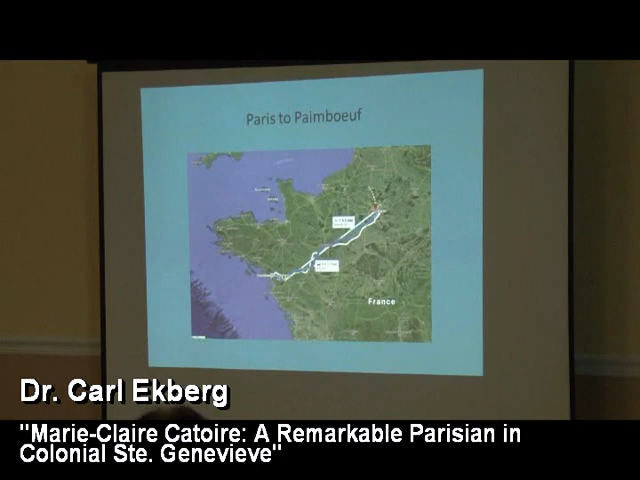 Paris to Paimboeuf
France
Dr. Carl Ekberg
"Marie-Claire Catoire: A Remarkable Parisian in
Colonial Ste. Genevieve"